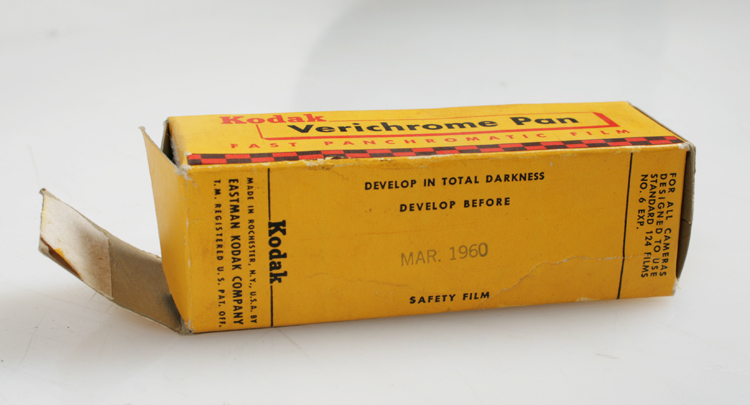 Kodak
Verichrome Pan
FAST PANCHROMATIC FILM
MADE IN ROCHESTER, N.Y., U.S.A. BY
EASTMAN KODAK COMPANY
T.M. REGISTERED U.S. PAT. OFF.
Kodak
DEVELOP IN TOTAL DARKNESS
DEVELOP BEFORE
MAR. 1960
SAFETY FILM
FOR ALL CAMERAS
DESIGNED TO USE
STANDARD 124 FILMS
NO. 6 EXP.